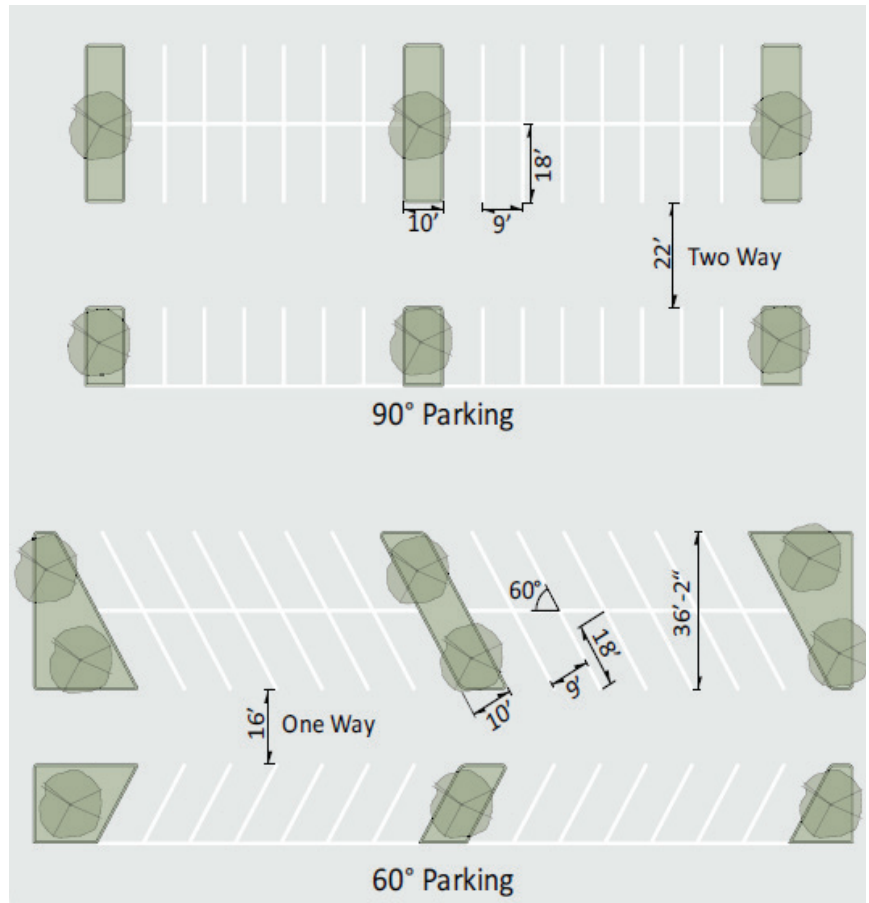 18’
10’
9’
22’
Two Way
90° Parking
60°
36’-2“
18’
9’
10’
16’
One Way
60° Parking